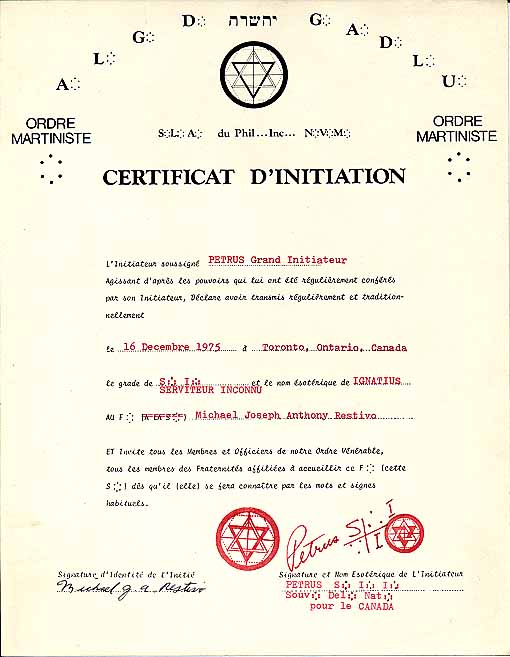 A⁘ L⁘ G⁘ D⁘ יהשוה G⁘ A⁘ D⁘ L⁘ U⁘
ORDRE
MARTINISTE
S⁘L⁘A⁘ du Phil...Inc... N⁘V⁘M⁘
ORDRE
MARTINISTE
CERTIFICAT D'INITIATION
L'Initiateur soussigné PETRUS Grand Initiateur
Agissant d'après les pouvoirs qui lui ont été régulièrement conférés
par son Initiateur, Déclare avoir transmis régulièrement et tradition-
nellement
le 16 Decembre 1975 à Toronto, Ontario, Canada
le grade de S⁘ I⁘ et le nom ésotérique de IGNATIUS
SERVITEUR INCONNU
AU F⁘ (A LA S⁘) Michael Joseph Anthony Restivo
ET Invite tous les Membres et Officiers de notre Ordre Vénérable,
tous les membres des Fraternités affiliées à accueillir ce F⁘ (cette
S⁘) dès qu'il (elle) se fera connaître par les mots et signes
habituels.
Petrus S⁘ I
⁘ I
Signature d'Identité de l'Initié
Michael J. A. Restivo
Signature et Nom Esotérique de L'Initiateur
PETRUS S⁘ I⁘ I⁘
Souv⁘ Del⁘ Nat⁘
pour le CANADA